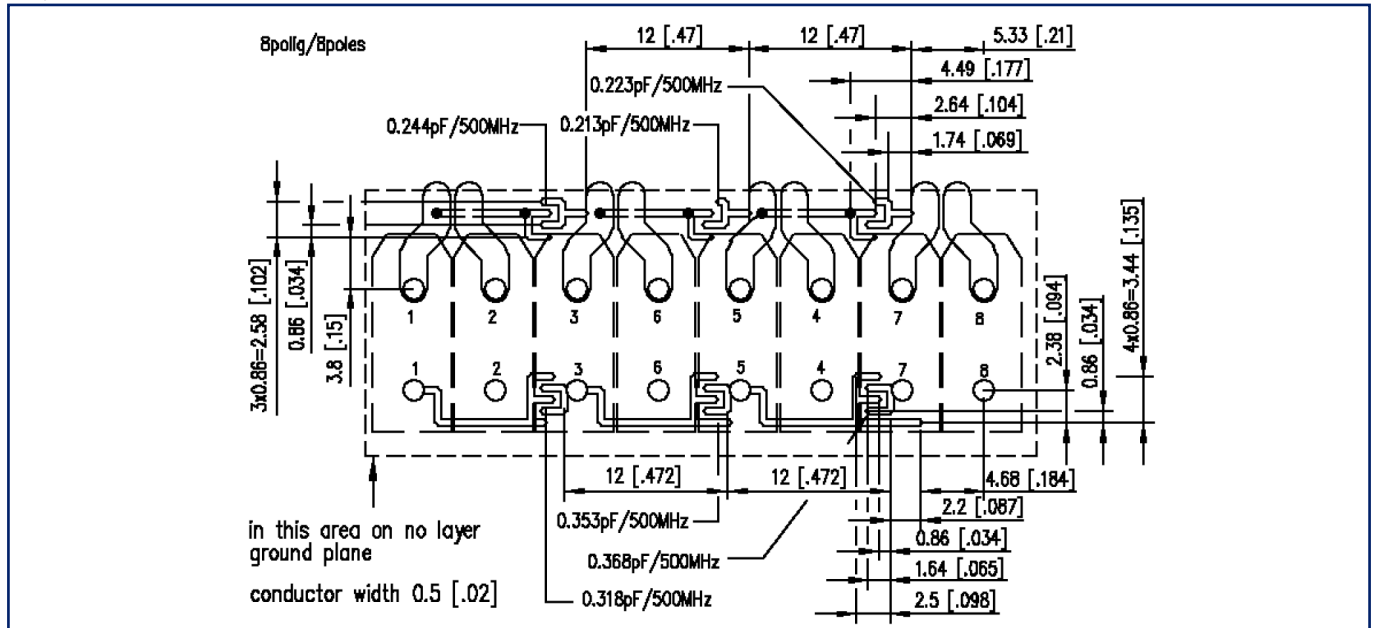 8polig/8poles
12 [.47]
12 [.47]
5.33 [.21]
4.49 [.177]
0.223pF/500MHz
2.64 [.104]
0.244pF/500MHz
0.213pF/500MHz
1.74 [.069]
3x0.86=2.58 [.102]
0.86 [.034]
3.8 [.15]
1 2 3 6 5 4 7 8
1 2 3 6 5 4 7 8
2.38 [.094]
0.86 [.034]
4x0.86=3.44 [.135]
12 [.472]
12 [.472]
4.68 [.184]
0.353pF/500MHz
2.2 [.087]
in this area on no layer
ground plane
0.368pF/500MHz
0.86 [.034]
1.64 [.065]
conductor width 0.5 [.02]
0.318pF/500MHz
2.5 [.098]